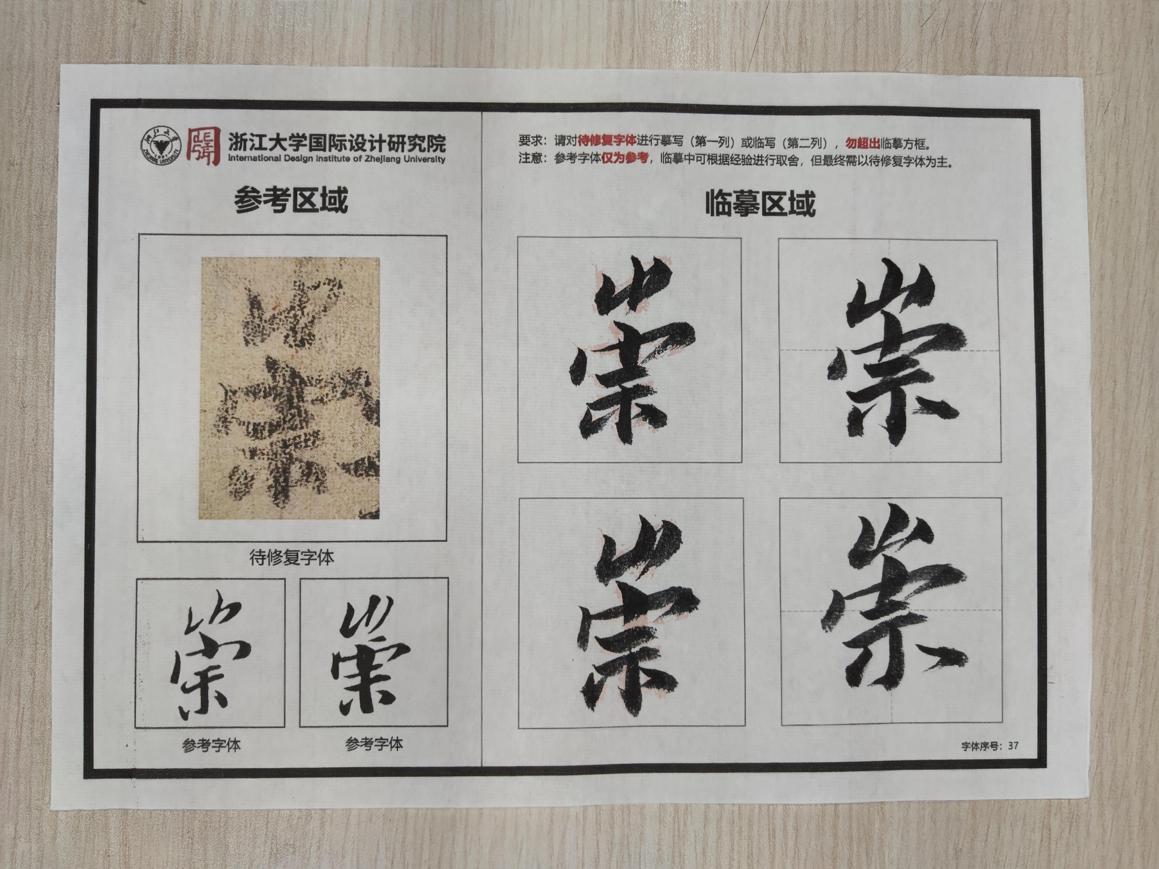 浙江大学国际设计研究院
International Design Institute of Zhejiang University
参考区域
待修复字体
参考字体
参考字体
要求：请对待修复字体进行摹写（第一列）或临写（第二列），勿超出临摹方框。
注意：参考字体仅为参考，临摹中可根据经验进行取舍，但最终需以待修复字体为主。
临摹区域
崇 崇
崇 崇
字体序号：37